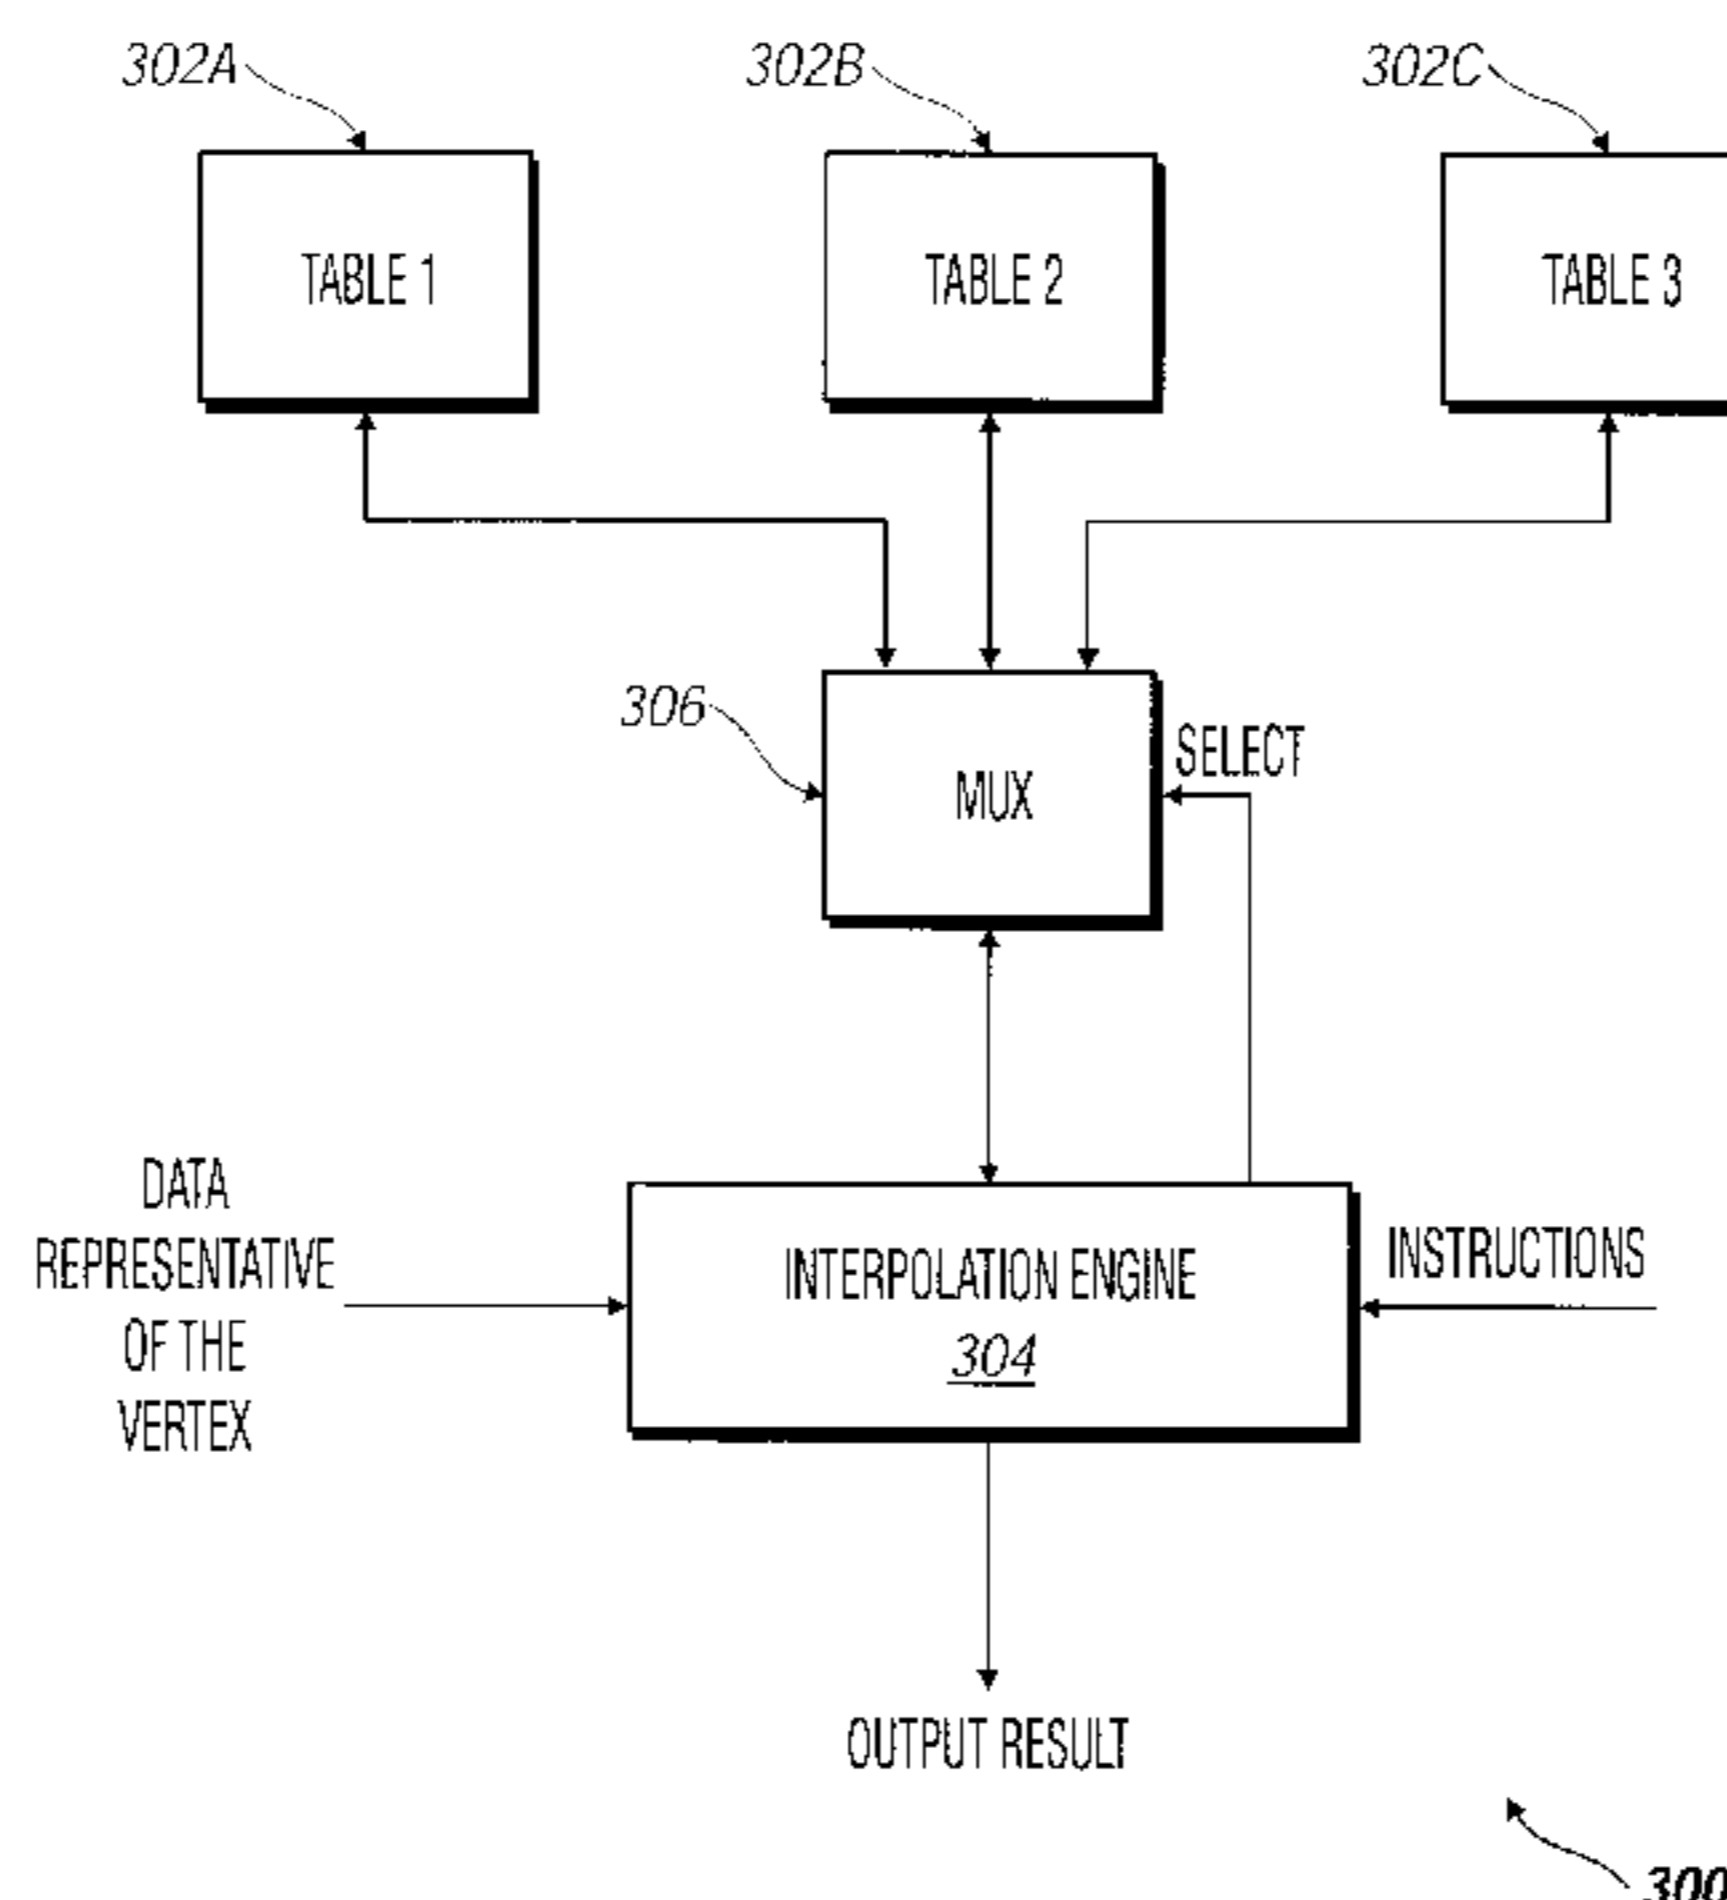 302A
302B
302C
TABLE 1
TABLE 2
TABLE 3
306
SELECT
MUX
DATA
REPRESENTATIVE
OF THE
VERTEX
INTERPOLATION ENGINE
304
INSTRUCTIONS
OUTPUT RESULT
300